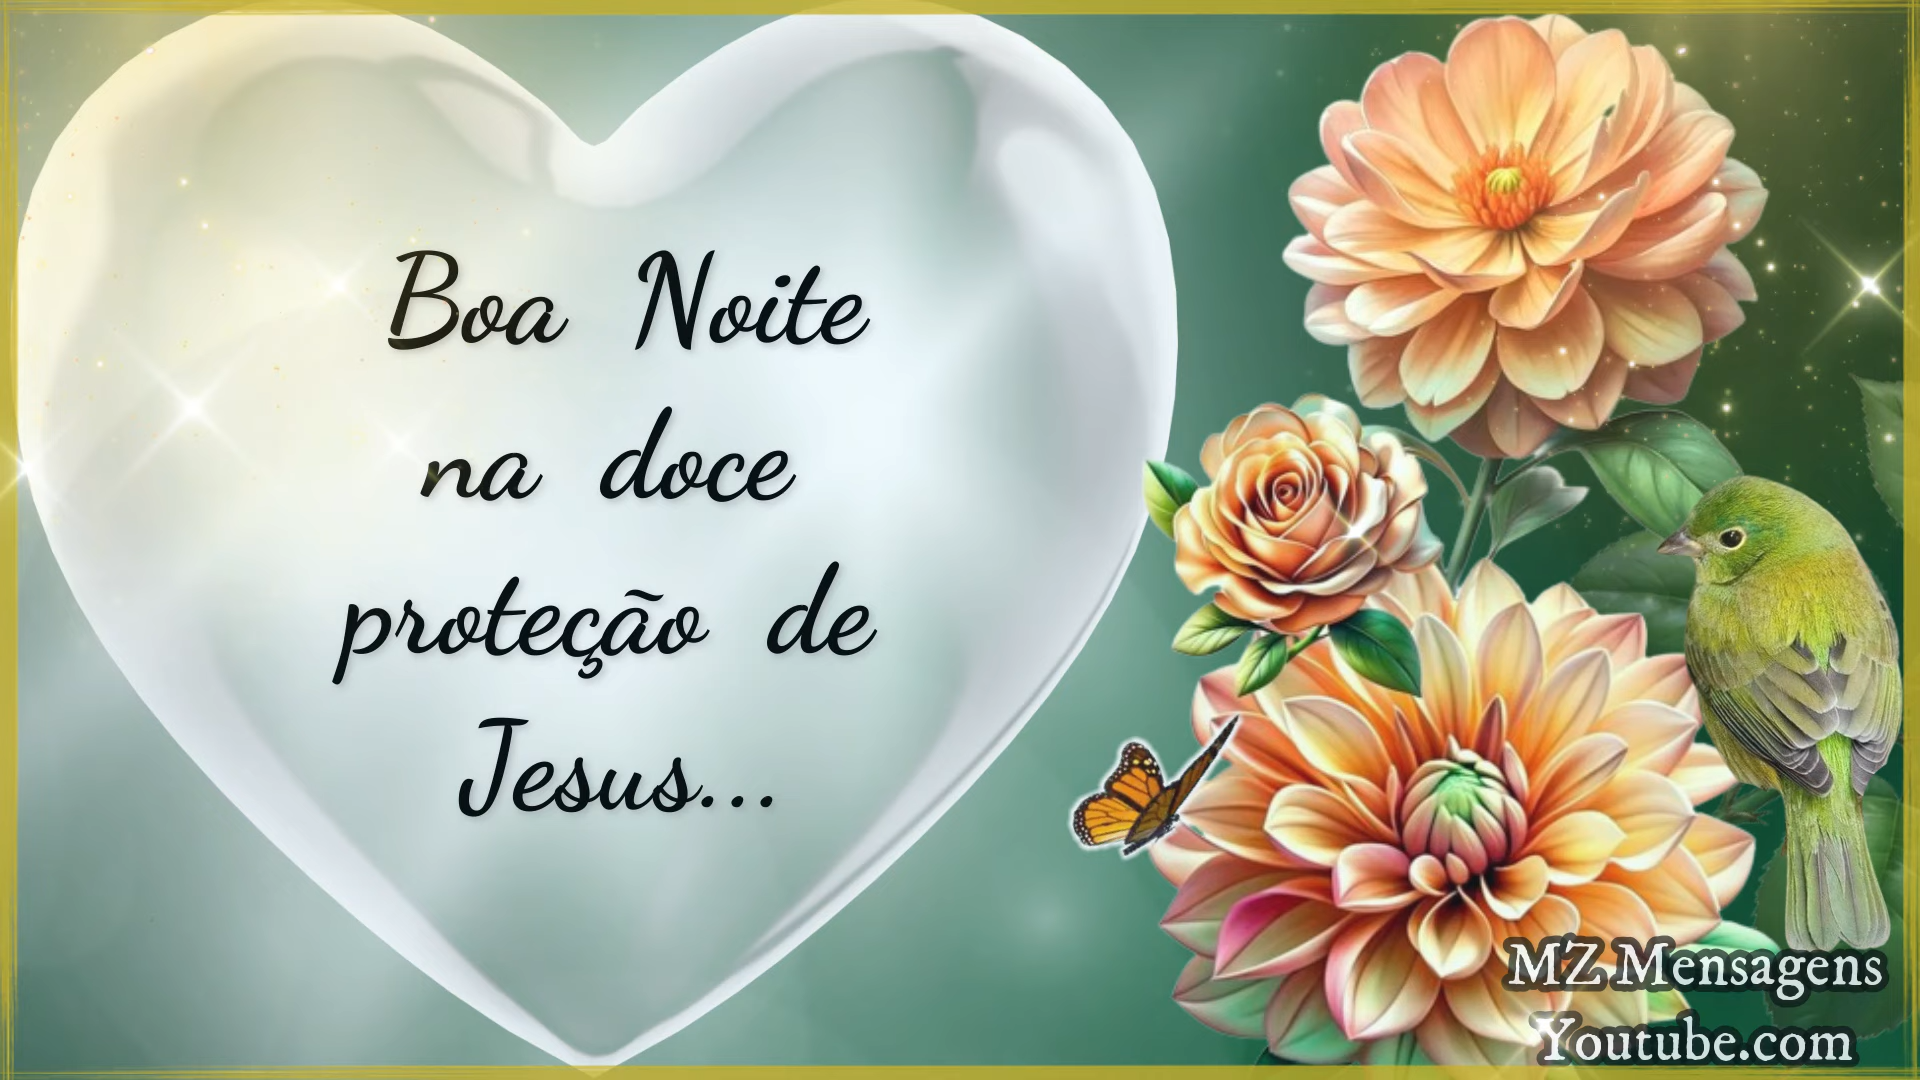 Boa Noite
na doce
proteção de
Jesus...
MZ Mensagens
Youtube.com